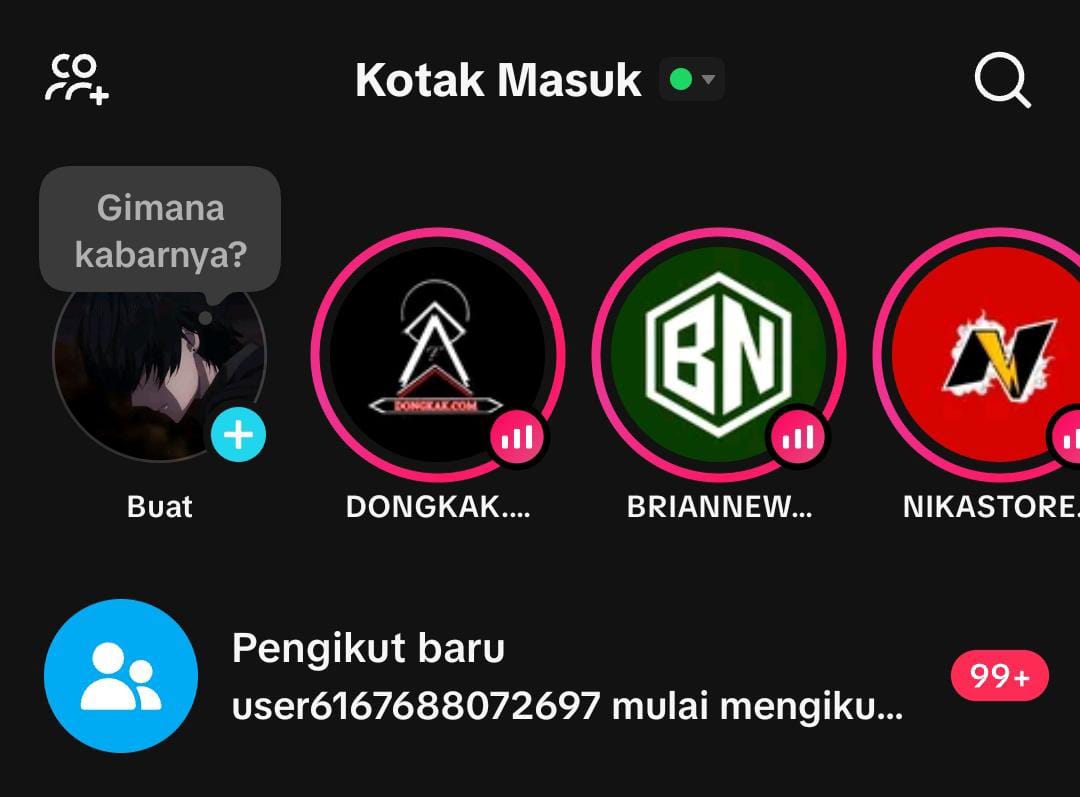 Kotak Masuk
Gimana
kabarnya?
DONGKAK.COM
BN
N
Buat
DONGKAK....
BRIANNEW...
NIKASTORE.
Pengikut baru
user6167688072697 mulai mengiku...
99+